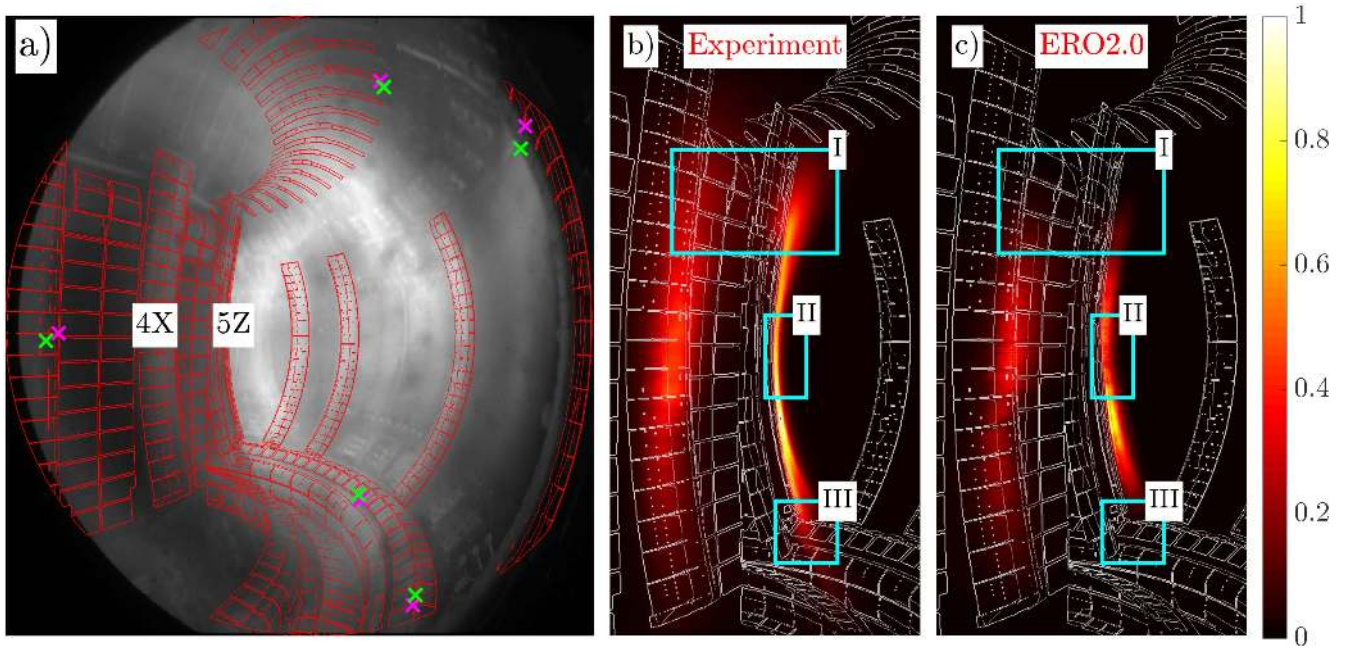 a)
4X
5Z
b)
Experiment
I
II
III
c)
ERO2.0
I
II
III
1
0.8
0.6
0.4
0.2
0